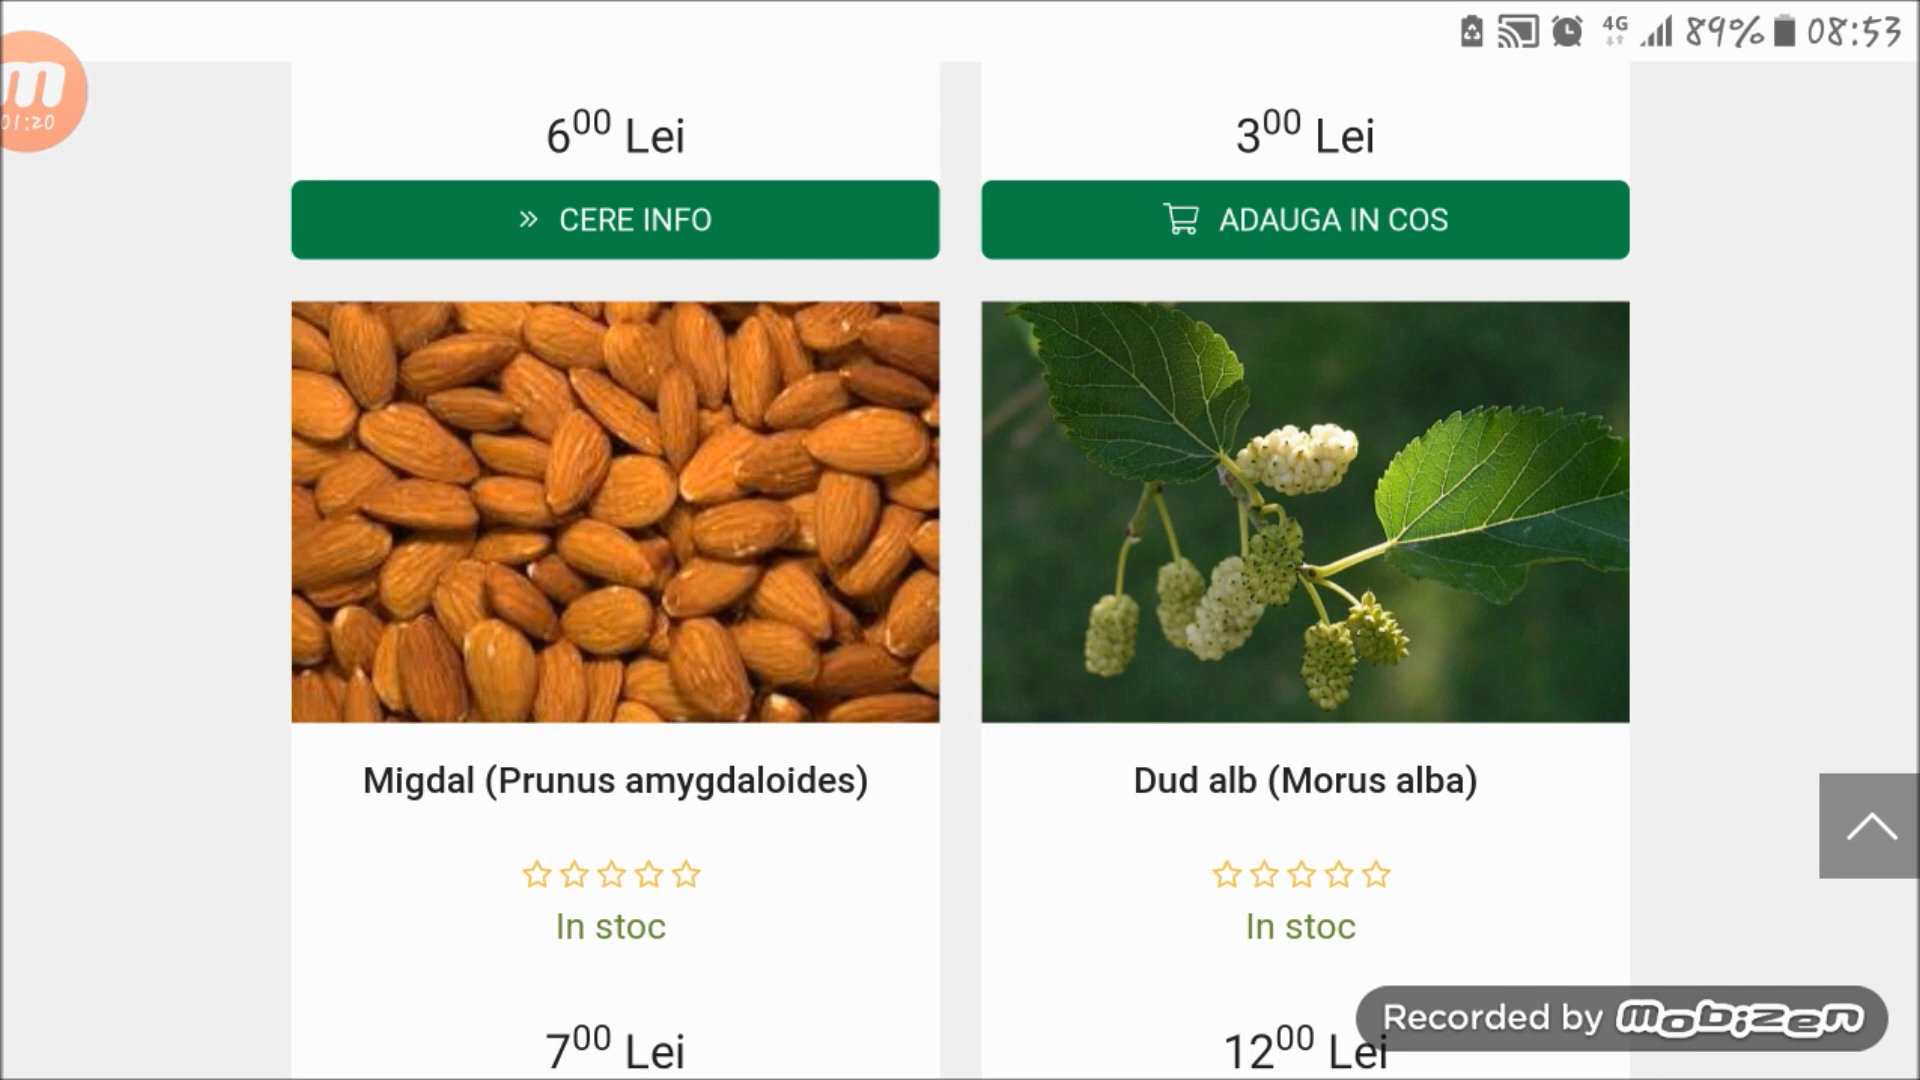 4G 89% 08:53
m
01:20
6⁰⁰ Lei
3⁰⁰ Lei
CERE INFO
ADAUGA IN COS
Migdal (Prunus amygdaloides)
Dud alb (Morus alba)
In stoc
In stoc
7⁰⁰ Lei
12⁰⁰ Lei
Recorded by mobizen